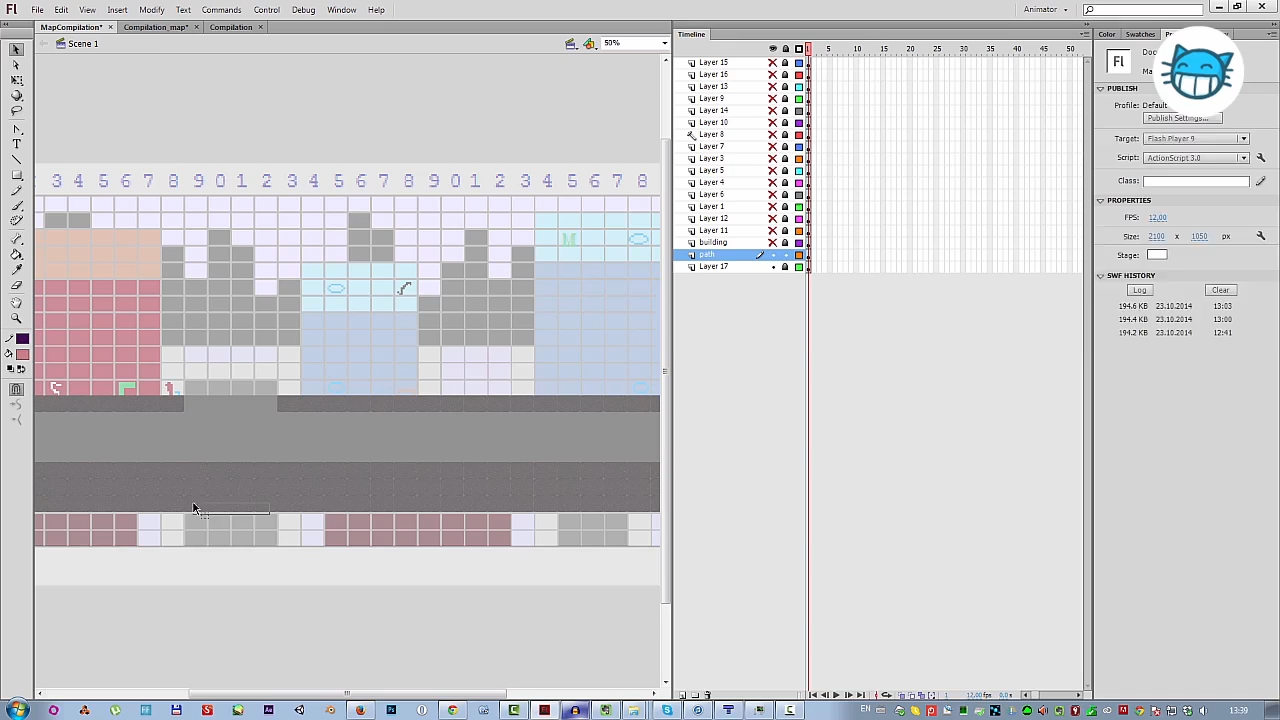 Fl File Edit View Insert Modify Text Commands Control Debug Window Help Animator
MapCompilation* × Compilation_map* × Compilation ×
Scene 1 50%
Timeline
5 10 15 20 25 30 35 40 45 50
Layer 15
Layer 16
Layer 13
Layer 9
Layer 14
Layer 10
Layer 8
Layer 7
Layer 3
Layer 5
Layer 4
Layer 6
Layer 1
Layer 12
Layer 11
building
path
Layer 17
3 4 5 6 7 8 9 0 1 2 3 4 5 6 7 8 9 0 1 2 3 4 5 6 7 8
Color Swatches
Fl
PUBLISH
Profile: Default
Publish Settings...
Target: Flash Player 9
Script: ActionScript 3.0
Class:
PROPERTIES
FPS: 12,00
Size: 2100 x 1050 px
Stage:
SWF HISTORY
Log Clear
194.6 KB 23.10.2014 13:03
194.4 KB 23.10.2014 13:00
194.2 KB 23.10.2014 12:41
1 12,00 fps 0,0 s
EN 13:39